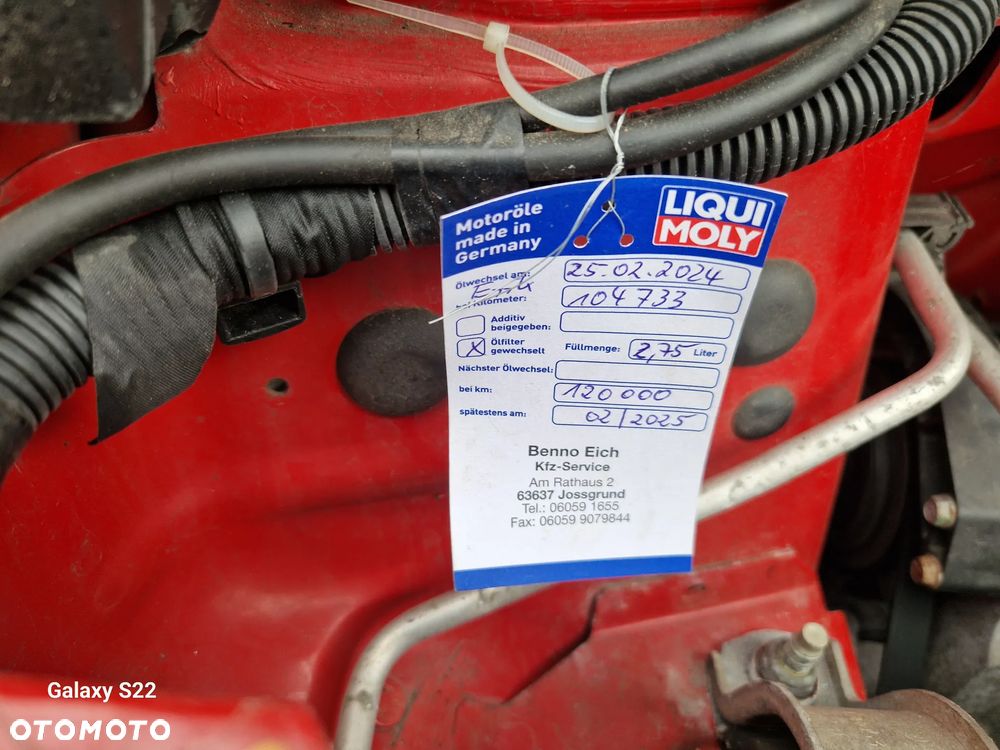 Motoröle
made in
Germany
LIQUI
MOLY
Ölwechsel am: 25.02.2024
Kilometer: 104733
Additiv
beigegeben:
X Ölfilter
gewechselt
Füllmenge: 2,75 Liter
Nächster Ölwechsel:
bei km: 120 000
spätestens am: 02/2025
Benno Eich
Kfz-Service
Am Rathaus 2
63637 Jossgrund
Tel.: 06059 1655
Fax: 06059 9079844
Galaxy S22
OTOMOTO